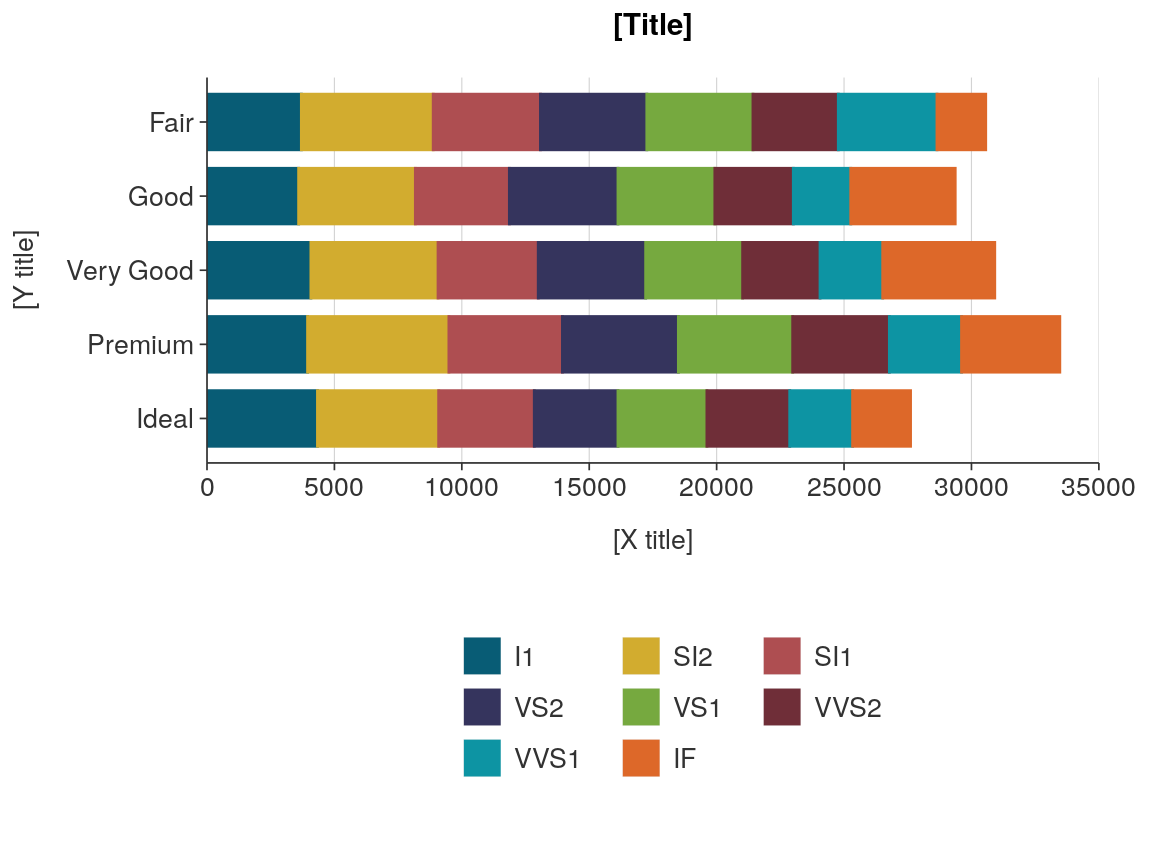 [Title]
Fair
Good
Very Good
Premium
Ideal
[Y title]
0 5000 10000 15000 20000 25000 30000 35000
[X title]
I1 SI2 SI1
VS2 VS1 VVS2
VVS1 IF